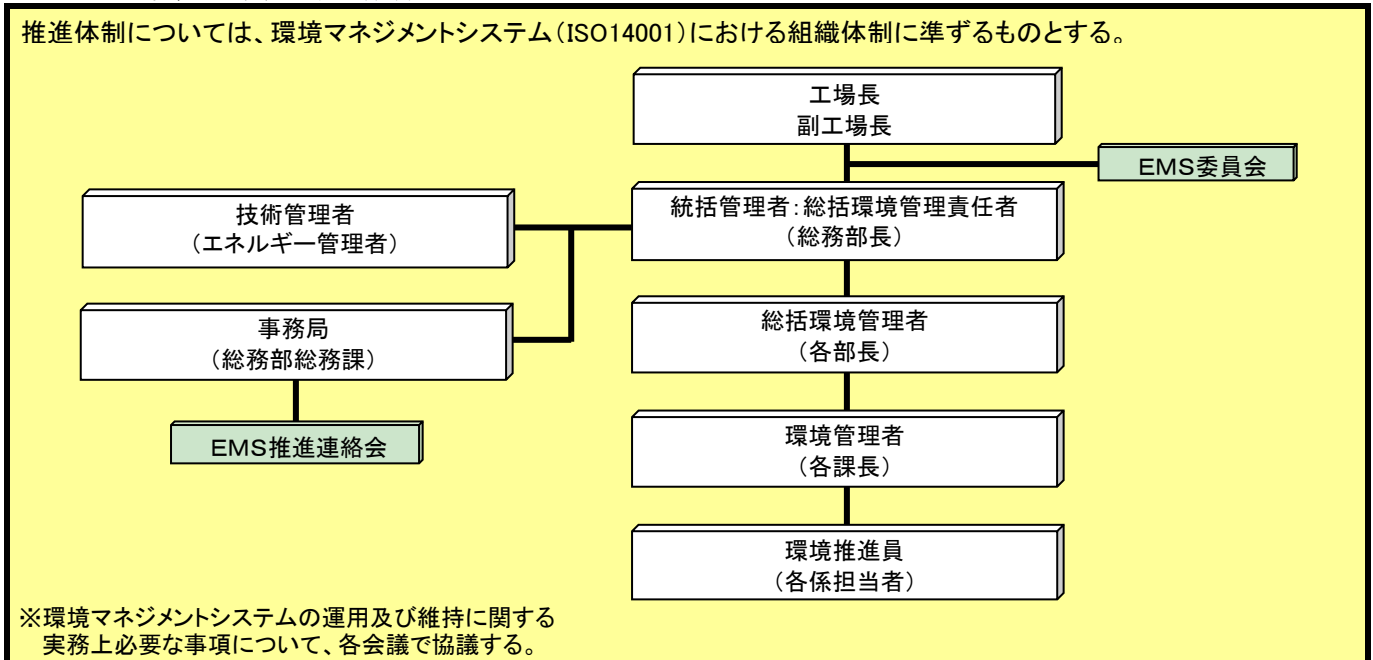 推進体制については、環境マネジメントシステム（ISO14001）における組織体制に準ずるものとする。
工場長
副工場長
EMS委員会
技術管理者
（エネルギー管理者）
統括管理者：総括環境管理責任者
（総務部長）
事務局
（総務部総務課）
総括環境管理者
（各部長）
EMS推進連絡会
環境管理者
（各課長）
環境推進員
（各係担当者）
※環境マネジメントシステムの運用及び維持に関する
実務上必要な事項について、各会議で協議する。